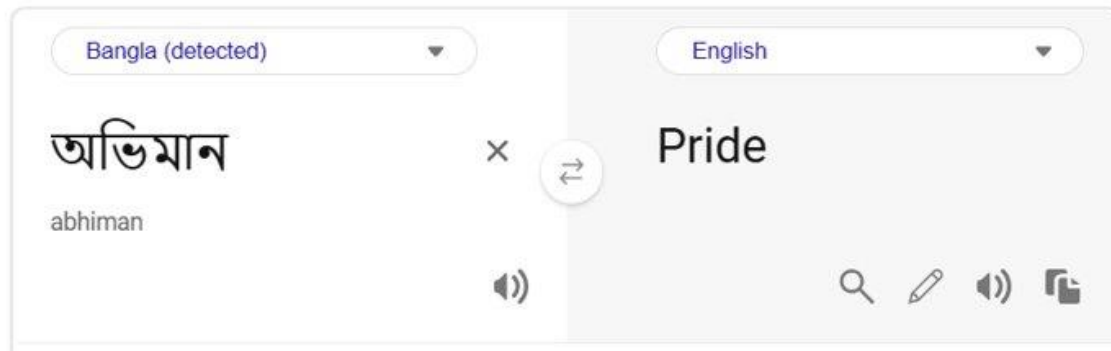 Bangla (detected)
English
অভিমান
Pride
abhiman